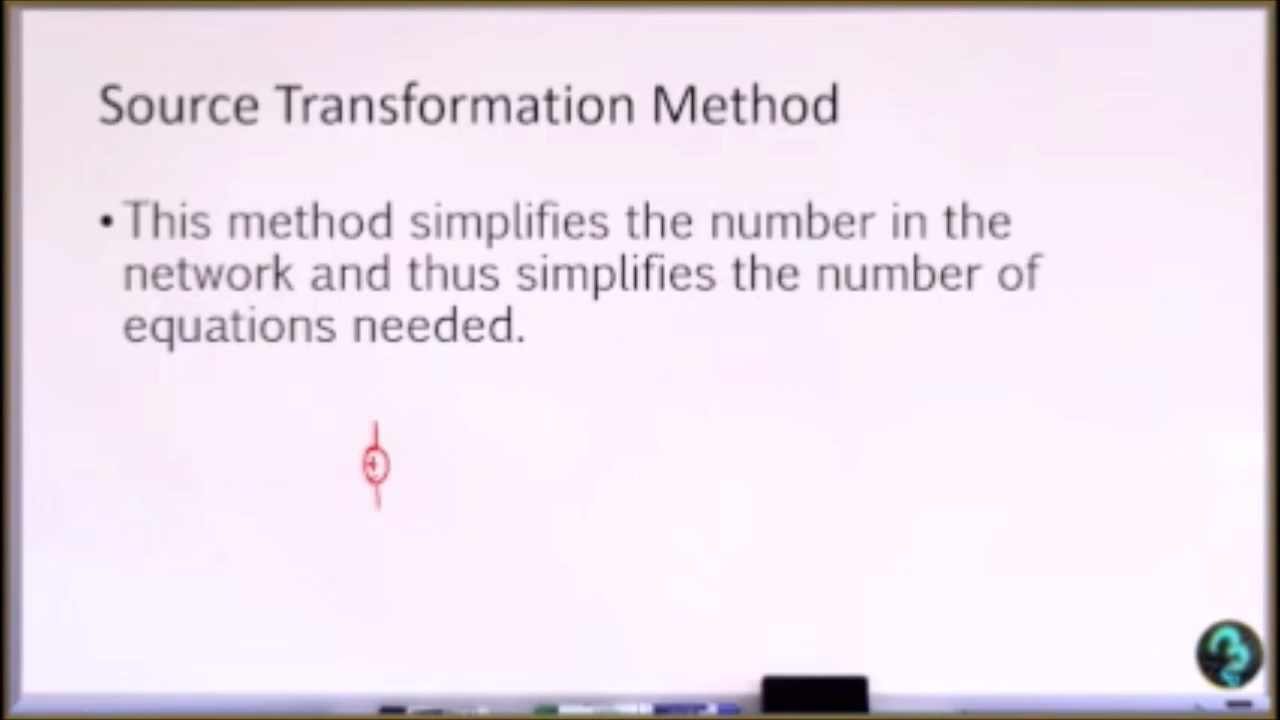 Source Transformation Method
• This method simplifies the number in the
network and thus simplifies the number of
equations needed.